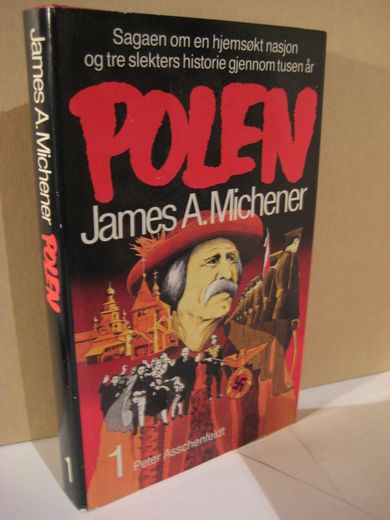 Sagaen om en hjemsøkt nasjon
og tre slekters historie gjennom tusen år
POLEN
James A. Michener
1 Peter Asschenfeldt
James A. Michener POLEN 1